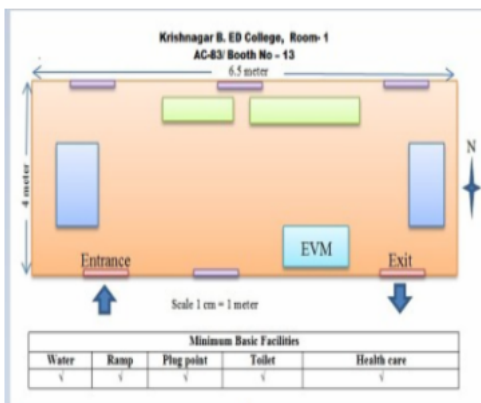 Krishnagar B. ED College, Room- 1
AC-83/ Booth No – 13
6.5 meter
4 meter
N
EVM
Entrance
Exit
Scale 1 cm = 1 meter
Minimum Basic Facilities
Water Ramp Plug point Toilet Health care
√ √ √ √ √